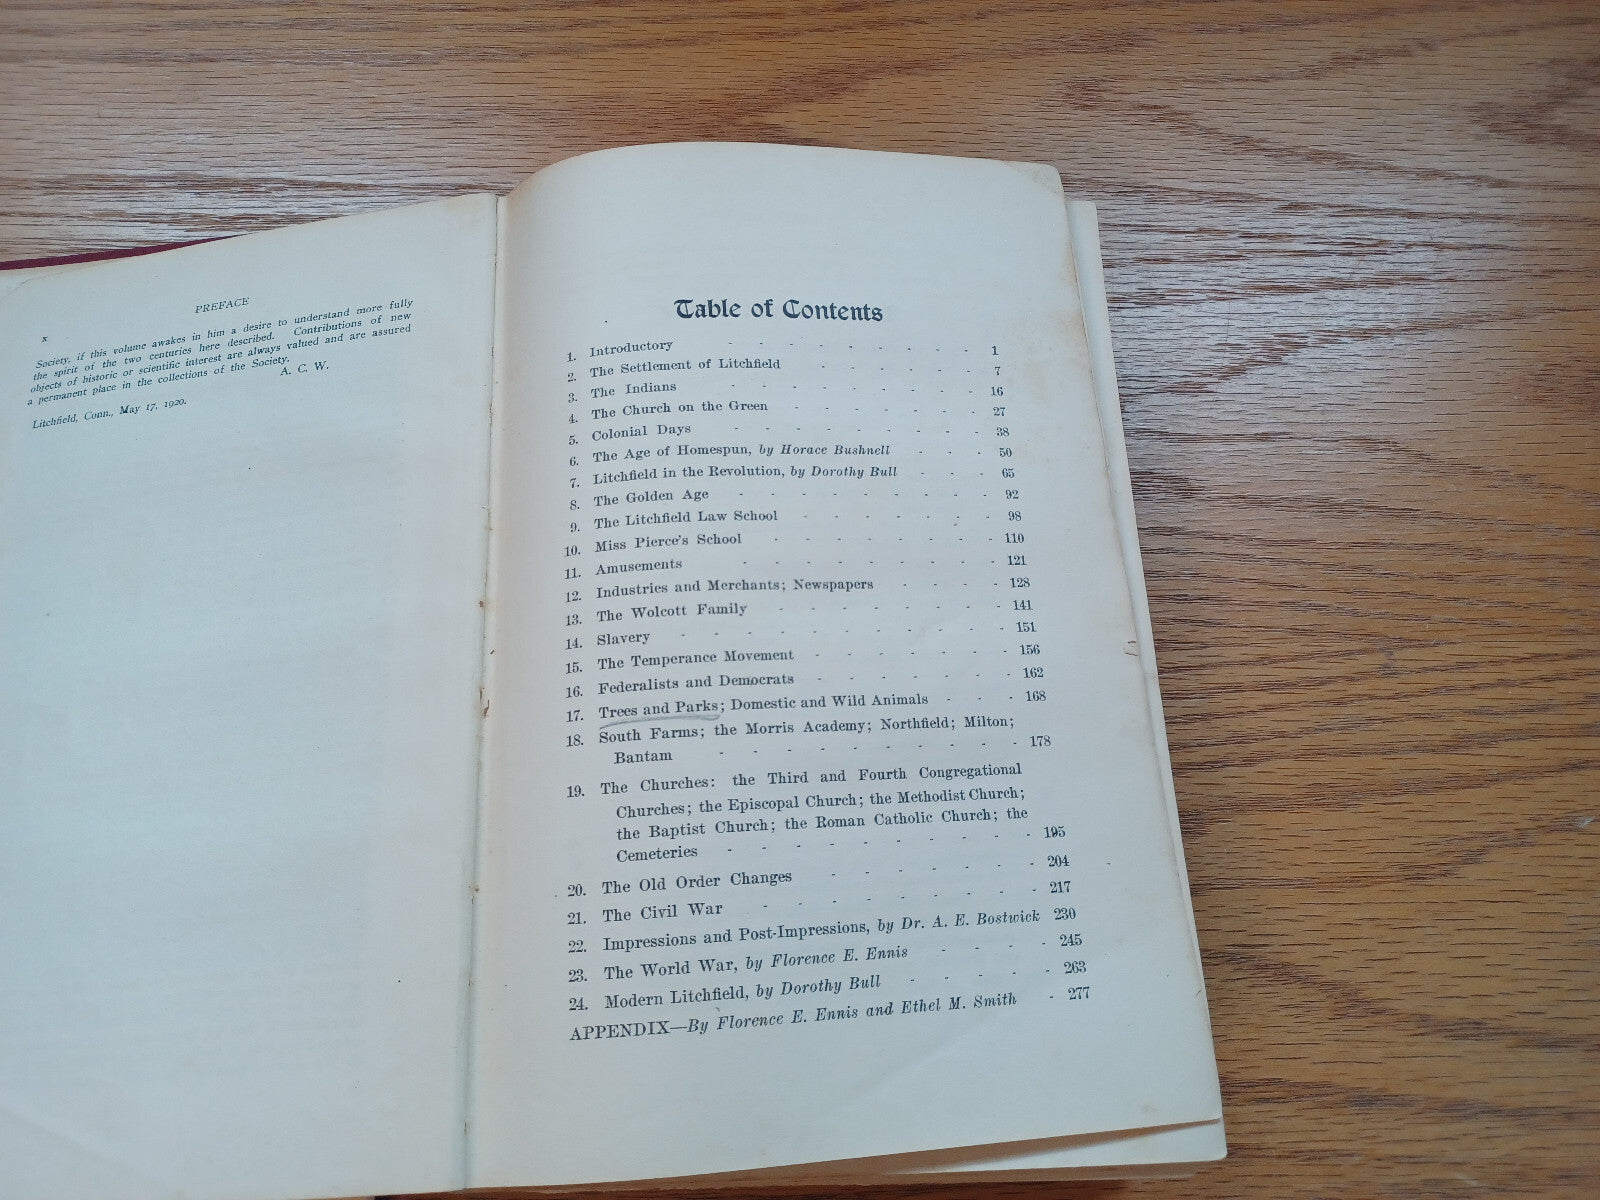 PREFACE
x
Society, if this volume awakes in him a desire to understand more fully
the spirit of the two centuries here described. Contributions of new
objects of historic or scientific interest are always valued and are assured
a permanent place in the collections of the Society.
A. C. W.
Litchfield, Conn., May 17, 1920.
Table of Contents
1. Introductory - - - - - - - 1
2. The Settlement of Litchfield - - - - - 7
3. The Indians - - - - - - - - 16
4. The Church on the Green - - - - - - 27
5. Colonial Days - - - - - - - - 38
6. The Age of Homespun, by Horace Bushnell - - - 50
7. Litchfield in the Revolution, by Dorothy Bull - - - 65
8. The Golden Age - - - - - - - - 92
9. The Litchfield Law School - - - - - - - 98
10. Miss Pierce's School - - - - - - - 110
11. Amusements - - - - - - - - 121
12. Industries and Merchants; Newspapers - - - - 128
13. The Wolcott Family - - - - - - - - 141
14. Slavery - - - - - - - - - - - 151
15. The Temperance Movement - - - - - - - 156
16. Federalists and Democrats - - - - - - - 162
17. Trees and Parks; Domestic and Wild Animals - - - 168
18. South Farms; the Morris Academy; Northfield; Milton;
Bantam - - - - - - - - - - 178
19. The Churches: the Third and Fourth Congregational
Churches; the Episcopal Church; the Methodist Church;
the Baptist Church; the Roman Catholic Church; the
Cemeteries - - - - - - - - - - 195
20. The Old Order Changes - - - - - - - 204
21. The Civil War - - - - - - - - - 217
22. Impressions and Post-Impressions, by Dr. A. E. Bostwick 230
23. The World War, by Florence E. Ennis - - - - 245
24. Modern Litchfield, by Dorothy Bull - - - - - 263
APPENDIX—By Florence E. Ennis and Ethel M. Smith - 277